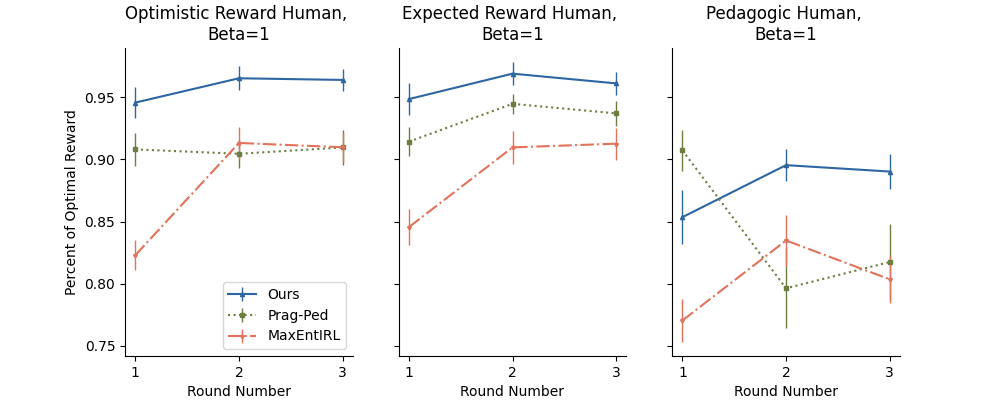 Optimistic Reward Human,
Beta=1
Expected Reward Human,
Beta=1
Pedagogic Human,
Beta=1
Percent of Optimal Reward
0.95
0.90
0.85
0.80
0.75
Ours
Prag-Ped
MaxEntIRL
1 2 3
1 2 3
1 2 3
Round Number
Round Number
Round Number